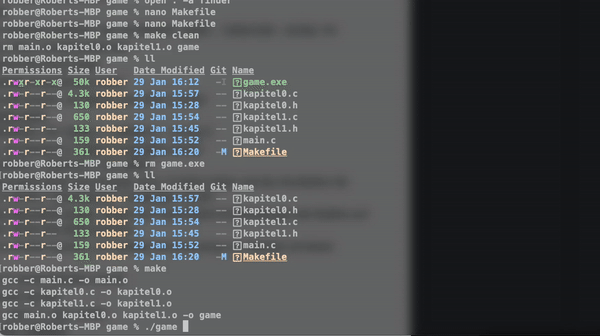 robber@Roberts-MBP game % open . -a finder
robber@Roberts-MBP game % nano Makefile
robber@Roberts-MBP game % nano Makefile
robber@Roberts-MBP game % make clean
rm main.o kapitel0.o kapitel1.o game
robber@Roberts-MBP game % ll
Permissions Size User Date Modified Git Name
.rwxr-xr-x@ 50k robber 29 Jan 16:12 -I game.exe
.rw-r--r--@ 4.3k robber 29 Jan 15:57 -- kapitel0.c
.rw-r--r--@ 130 robber 29 Jan 15:28 -- kapitel0.h
.rw-r--r--@ 650 robber 29 Jan 15:54 -- kapitel1.c
.rw-r--r-- 133 robber 29 Jan 15:45 -- kapitel1.h
.rw-r--r--@ 159 robber 29 Jan 15:52 -- main.c
.rw-r--r--@ 361 robber 29 Jan 16:20 -M Makefile
robber@Roberts-MBP game % rm game.exe
robber@Roberts-MBP game % ll
Permissions Size User Date Modified Git Name
.rw-r--r--@ 4.3k robber 29 Jan 15:57 -- kapitel0.c
.rw-r--r--@ 130 robber 29 Jan 15:28 -- kapitel0.h
.rw-r--r--@ 650 robber 29 Jan 15:54 -- kapitel1.c
.rw-r--r-- 133 robber 29 Jan 15:45 -- kapitel1.h
.rw-r--r--@ 159 robber 29 Jan 15:52 -- main.c
.rw-r--r--@ 361 robber 29 Jan 16:20 -M Makefile
robber@Roberts-MBP game % make
gcc -c main.c -o main.o
gcc -c kapitel0.c -o kapitel0.o
gcc -c kapitel1.c -o kapitel1.o
gcc main.o kapitel0.o kapitel1.o -o game
robber@Roberts-MBP game % ./game